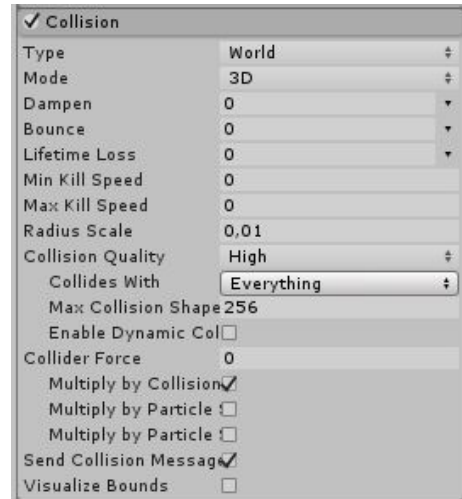 Collision
Type World
Mode 3D
Dampen 0
Bounce 0
Lifetime Loss 0
Min Kill Speed 0
Max Kill Speed 0
Radius Scale 0,01
Collision Quality High
Collides With Everything
Max Collision Shape 256
Enable Dynamic Col
Collider Force 0
Multiply by Collision
Multiply by Particle
Multiply by Particle
Send Collision Message
Visualize Bounds